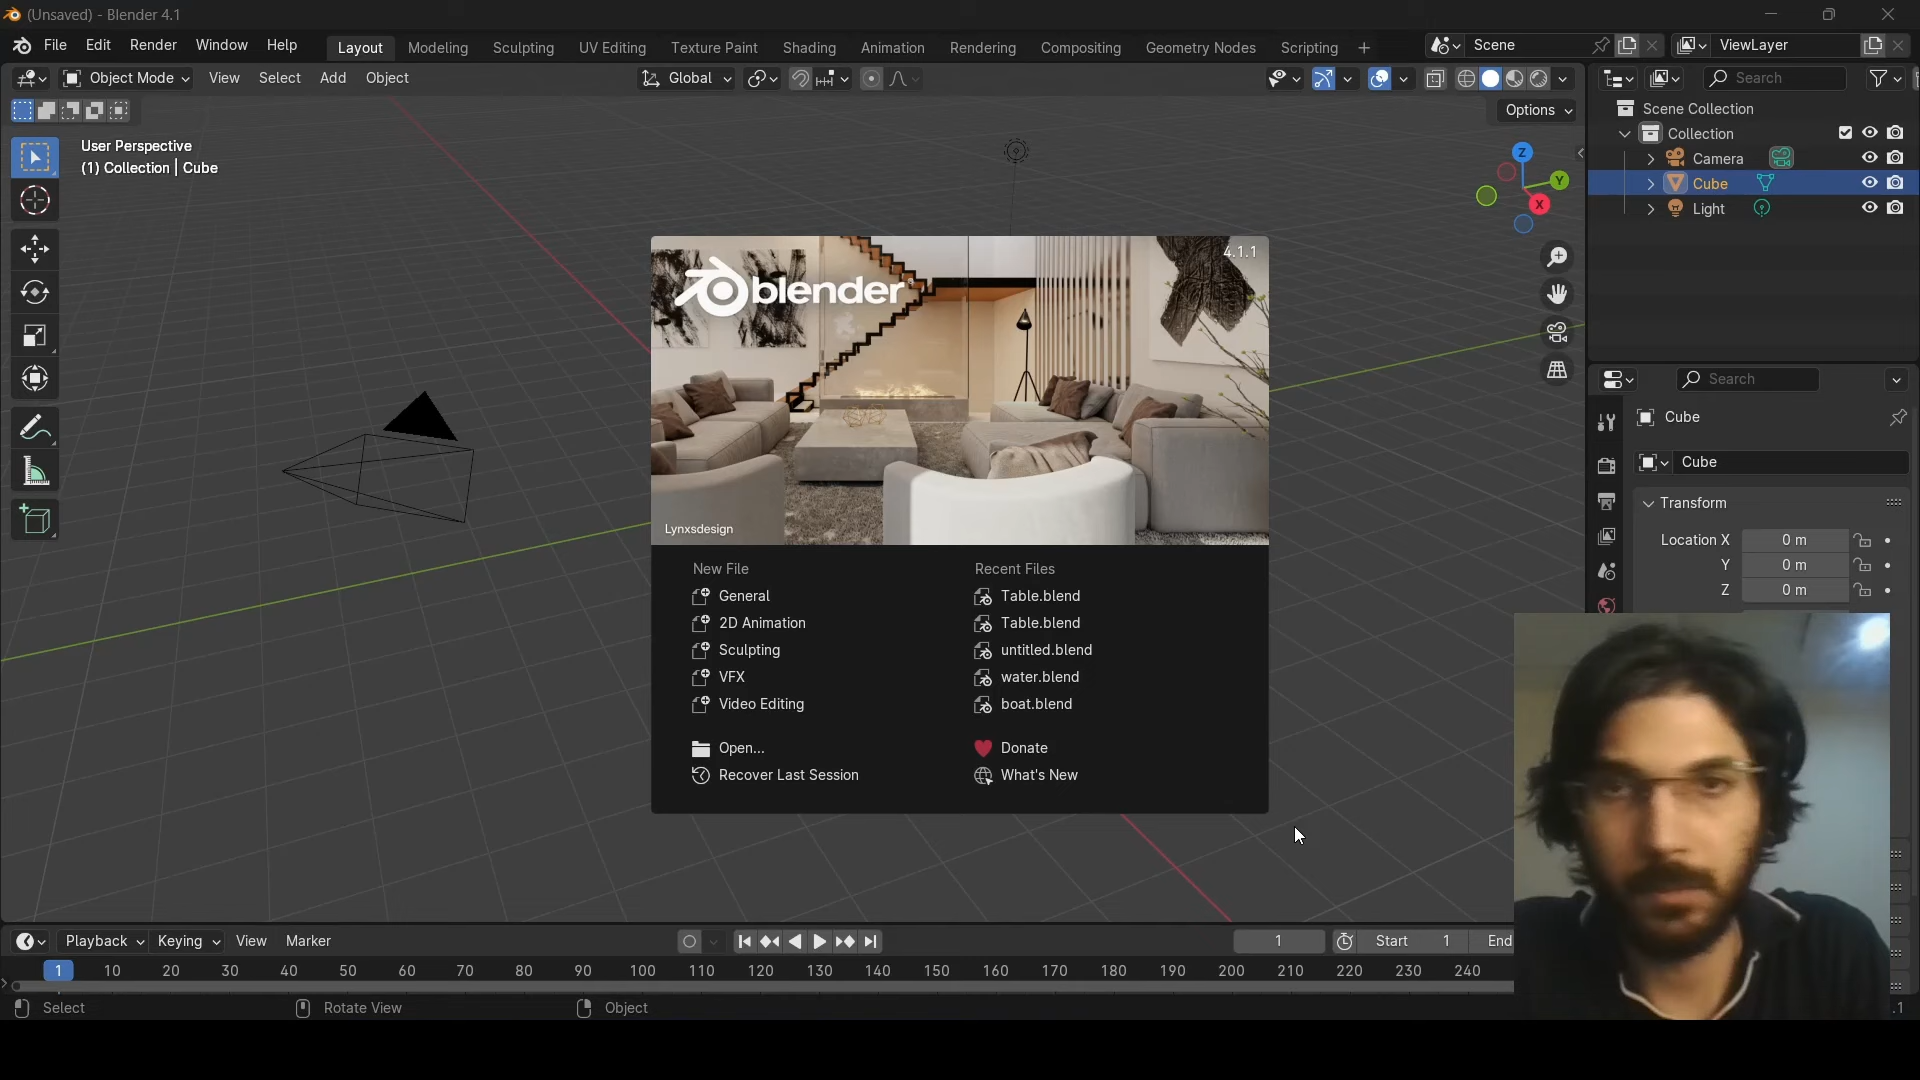 (Unsaved) - Blender 4.1
File Edit Render Window Help Layout Modeling Sculpting UV Editing Texture Paint Shading Animation Rendering Compositing Geometry Nodes Scripting + Scene ViewLayer
Object Mode View Select Add Object Global Search
Options
User Perspective
(1) Collection | Cube
Z
Y
X
Scene Collection
Collection
Camera
Cube
Light
Search
Cube
Cube
Transform
Location X 0 m
Y 0 m
Z 0 m
4.1.1
blender
Lynxsdesign
New File
General
2D Animation
Sculpting
VFX
Video Editing
Open...
Recover Last Session
Recent Files
Table.blend
Table.blend
untitled.blend
water.blend
boat.blend
Donate
What's New
Playback Keying View Marker 1 Start 1 End
1 10 20 30 40 50 60 70 80 90 100 110 120 130 140 150 160 170 180 190 200 210 220 230 240
Select Rotate View Object .1